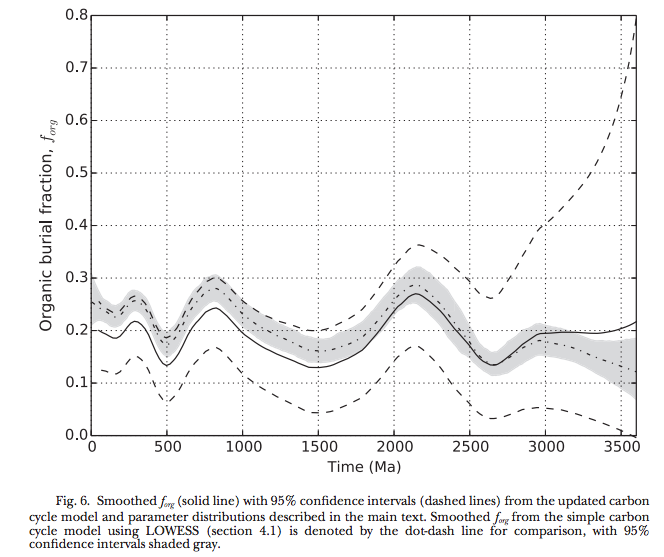 0.8
0.7
0.6
0.5
0.4
0.3
0.2
0.1
0.0
Organic burial fraction, f_org
0 500 1000 1500 2000 2500 3000 3500
Time (Ma)
Fig. 6. Smoothed f_org (solid line) with 95% confidence intervals (dashed lines) from the updated carbon
cycle model and parameter distributions described in the main text. Smoothed f_org from the simple carbon
cycle model using LOWESS (section 4.1) is denoted by the dot-dash line for comparison, with 95%
confidence intervals shaded gray.